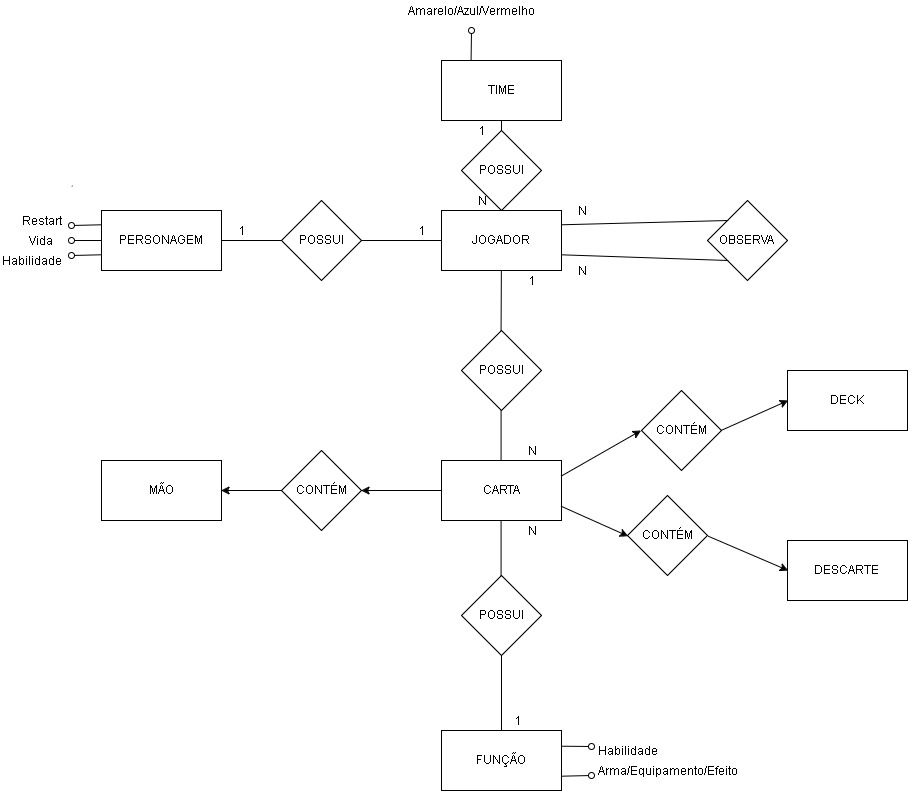 Amarelo/Azul/Vermelho
TIME
1
POSSUI
N
Restart
Vida
Habilidade
PERSONAGEM
1
POSSUI
1
JOGADOR
N
N
OBSERVA
1
POSSUI
N
DECK
CONTÉM
MÃO
CONTÉM
CARTA
N
CONTÉM
DESCARTE
POSSUI
1
FUNÇÃO
Habilidade
Arma/Equipamento/Efeito